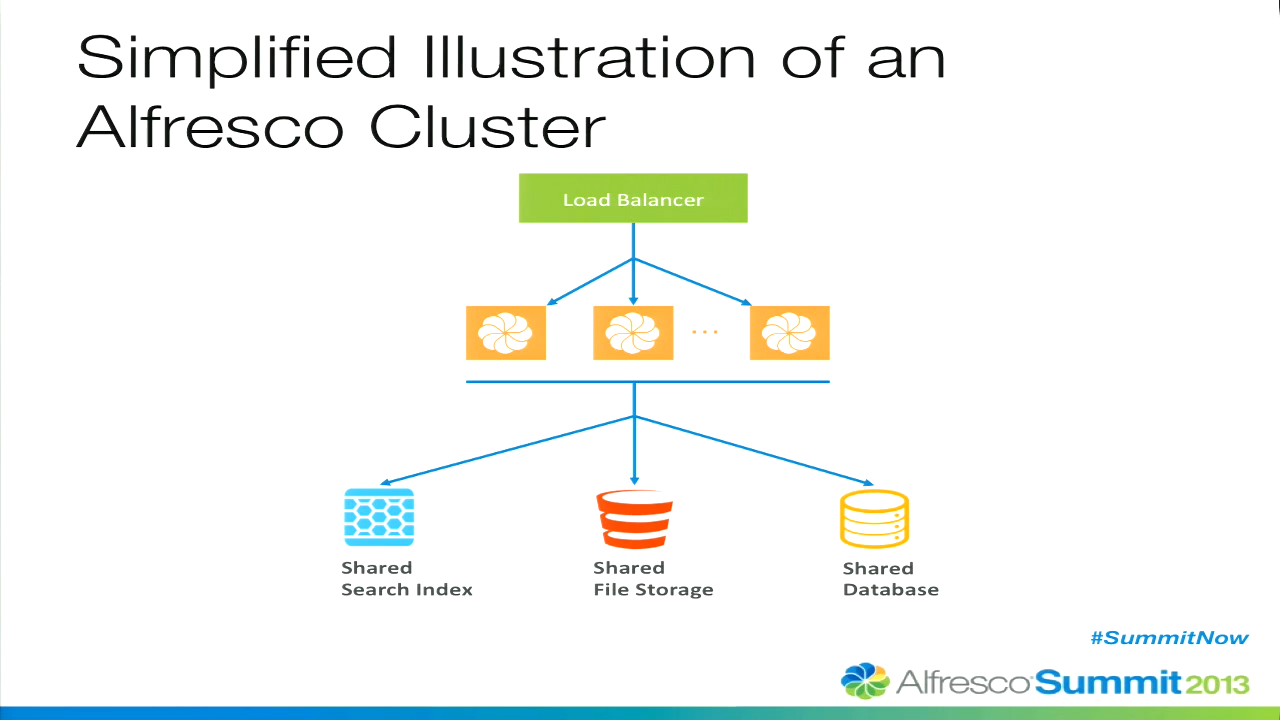 Simplified Illustration of an
Alfresco Cluster
Load Balancer
...
Shared
Search Index
Shared
File Storage
Shared
Database
#SummitNow
Alfresco Summit 2013